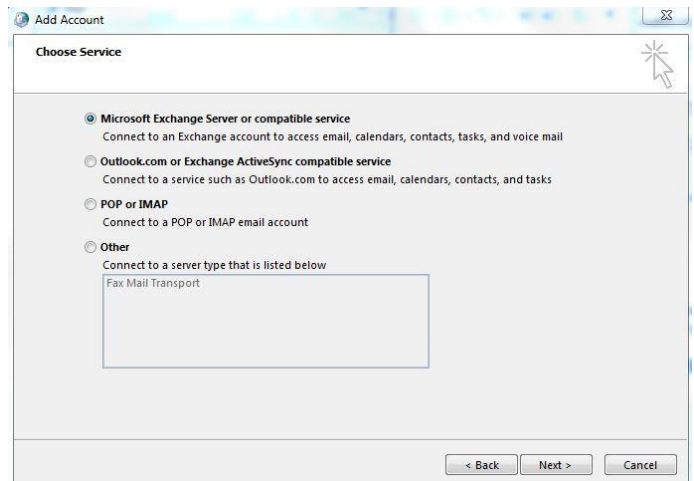 Add Account
Choose Service
Microsoft Exchange Server or compatible service
Connect to an Exchange account to access email, calendars, contacts, tasks, and voice mail
Outlook.com or Exchange ActiveSync compatible service
Connect to a service such as Outlook.com to access email, calendars, contacts, and tasks
POP or IMAP
Connect to a POP or IMAP email account
Other
Connect to a server type that is listed below
Fax Mail Transport
< Back Next > Cancel